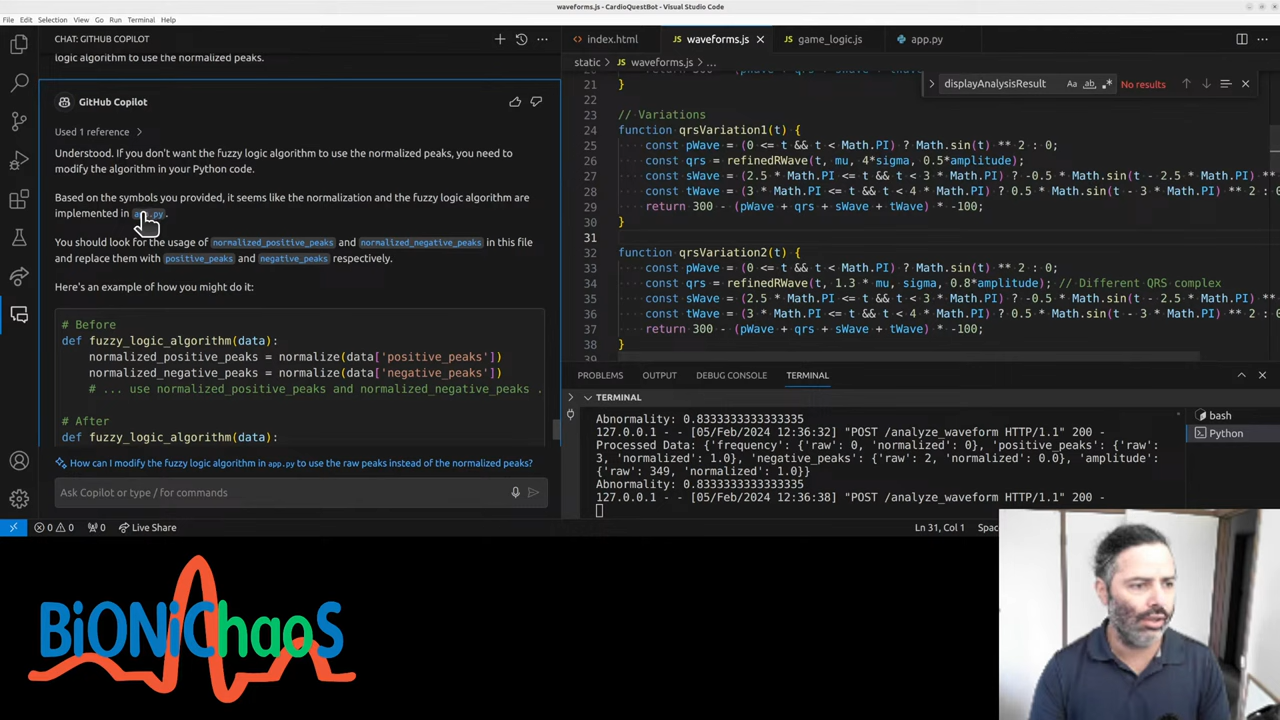 waveforms.js - CardioQuestBot - Visual Studio Code
File Edit Selection View Go Run Terminal Help
CHAT: GITHUB COPILOT
logic algorithm to use the normalized peaks.
GitHub Copilot
Used 1 reference
Understood. If you don't want the fuzzy logic algorithm to use the normalized peaks, you need to
modify the algorithm in your Python code.
Based on the symbols you provided, it seems like the normalization and the fuzzy logic algorithm are
implemented in app.py.
You should look for the usage of normalized_positive_peaks and normalized_negative_peaks in this file
and replace them with positive_peaks and negative_peaks respectively.
Here's an example of how you might do it:
# Before
def fuzzy_logic_algorithm(data):
normalized_positive_peaks = normalize(data['positive_peaks'])
normalized_negative_peaks = normalize(data['negative_peaks'])
# ... use normalized_positive_peaks and normalized_negative_peaks .
# After
def fuzzy_logic_algorithm(data):
How can I modify the fuzzy logic algorithm in app.py to use the raw peaks instead of the normalized peaks?
Ask Copilot or type / for commands
index.html waveforms.js game_logic.js app.py
static > waveforms.js > ...
displayAnalysisResult Aa ab No results
21 }
22
23 // Variations
24 function qrsVariation1(t) {
25 const pWave = (0 <= t && t < Math.PI) ? Math.sin(t) ** 2 : 0;
26 const qrs = refinedRWave(t, mu, 4*sigma, 0.5*amplitude);
27 const sWave = (2.5 * Math.PI <= t && t < 3 * Math.PI) ? -0.5 * Math.sin(t - 2.5 * Math.PI)
28 const tWave = (3 * Math.PI <= t && t < 4 * Math.PI) ? 0.5 * Math.sin(t - 3 * Math.PI) ** 2
29 return 300 - (pWave + qrs + sWave + tWave) * -100;
30 }
31
32 function qrsVariation2(t) {
33 const pWave = (0 <= t && t < Math.PI) ? Math.sin(t) ** 2 : 0;
34 const qrs = refinedRWave(t, 1.3 * mu, sigma, 0.8*amplitude); // Different QRS complex
35 const sWave = (2.5 * Math.PI <= t && t < 3 * Math.PI) ? -0.5 * Math.sin(t - 2.5 * Math.PI)
36 const tWave = (3 * Math.PI <= t && t < 4 * Math.PI) ? 0.5 * Math.sin(t - 3 * Math.PI) ** 2
37 return 300 - (pWave + qrs + sWave + tWave) * -100;
38 }
39
PROBLEMS OUTPUT DEBUG CONSOLE TERMINAL
TERMINAL
Abnormality: 0.8333333333333335
127.0.0.1 - - [05/Feb/2024 12:36:32] "POST /analyze_waveform HTTP/1.1" 200 -
Processed Data: {'frequency': {'raw': 0, 'normalized': 0}, 'positive_peaks': {'raw':
3, 'normalized': 1.0}, 'negative_peaks': {'raw': 2, 'normalized': 0.0}, 'amplitude':
{'raw': 349, 'normalized': 1.0}}
Abnormality: 0.8333333333333335
127.0.0.1 - - [05/Feb/2024 12:36:38] "POST /analyze_waveform HTTP/1.1" 200 -
bash
Python
0 0 0 Live Share
Ln 31, Col 1
BiONiChaoS